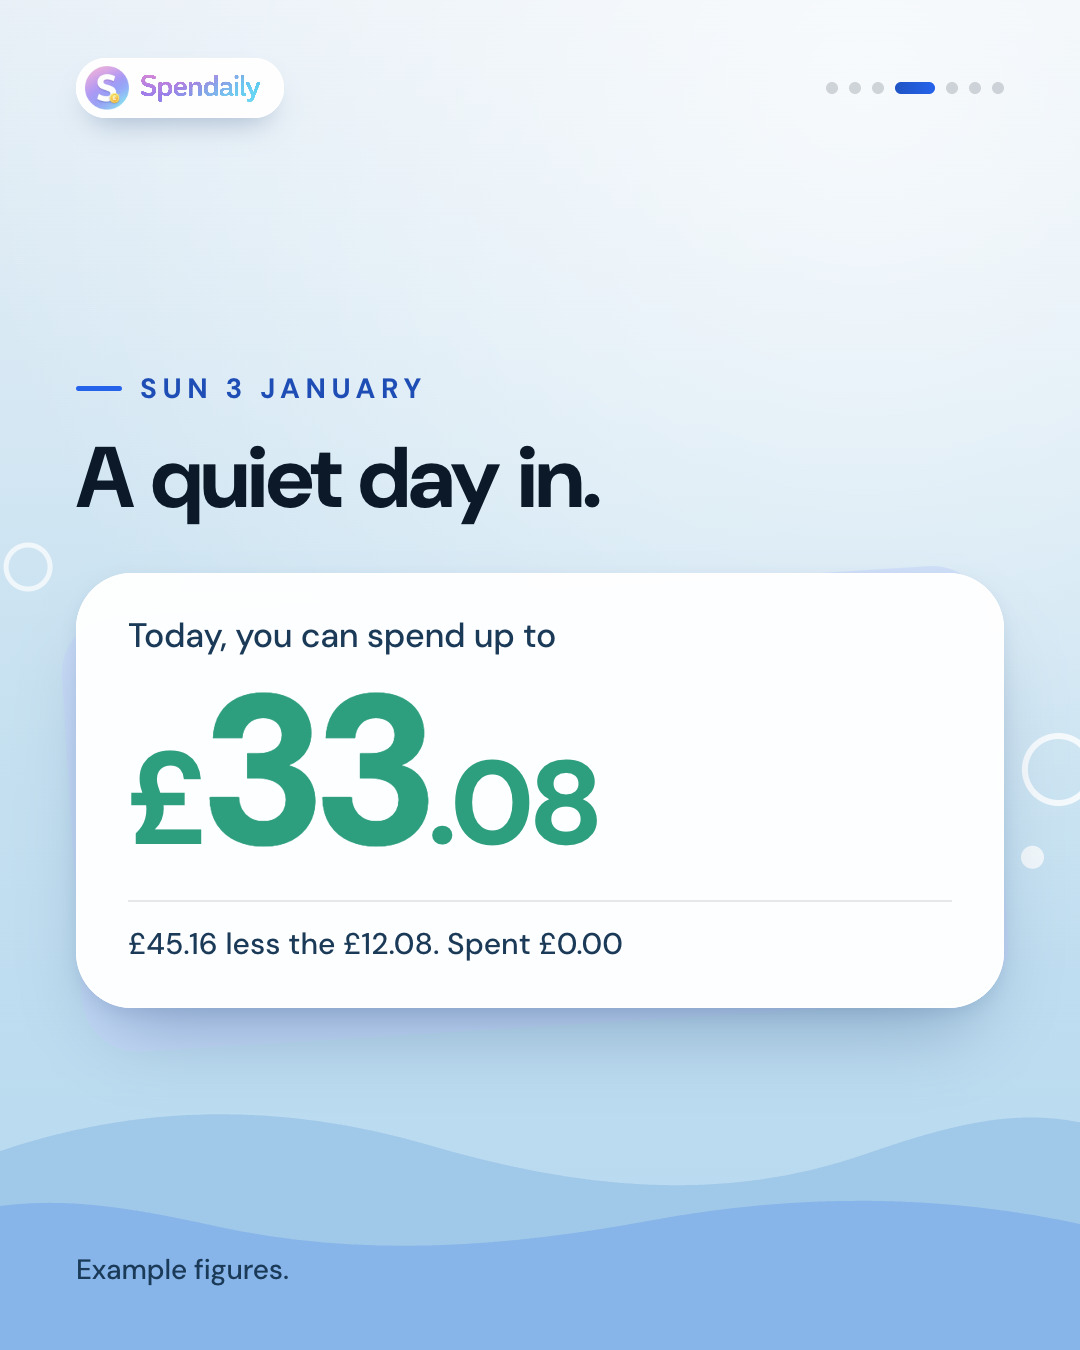 Spendaily
SUN 3 JANUARY
A quiet day in.
Today, you can spend up to
£33.08
£45.16 less the £12.08. Spent £0.00
Example figures.